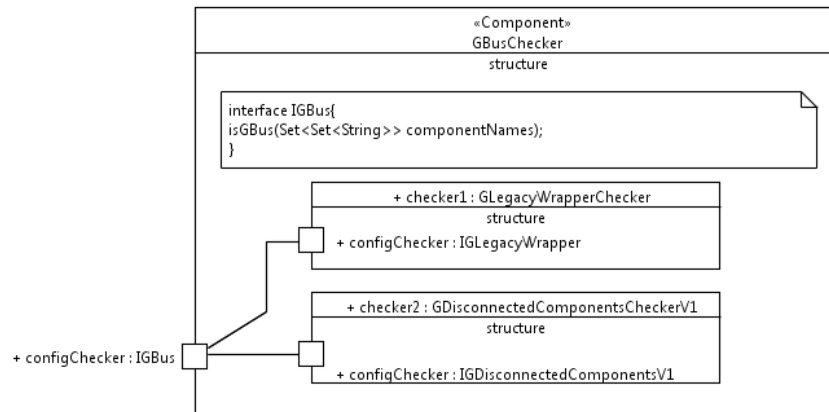 «Component»
GBusChecker
structure
interface IGBus{
isGBus(Set<Set<String>> componentNames);
}
+ checker1 : GLegacyWrapperChecker
structure
+ configChecker : IGLegacyWrapper
+ checker2 : GDisconnectedComponentsCheckerV1
structure
+ configChecker : IGBus
+ configChecker : IGDisconnectedComponentsV1